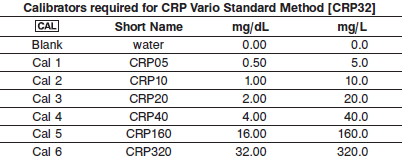 Calibrators required for CRP Vario Standard Method [CRP32]
CAL Short Name mg/dL mg/L
Blank water 0.00 0.0
Cal 1 CRP05 0.50 5.0
Cal 2 CRP10 1.00 10.0
Cal 3 CRP20 2.00 20.0
Cal 4 CRP40 4.00 40.0
Cal 5 CRP160 16.00 160.0
Cal 6 CRP320 32.00 320.0